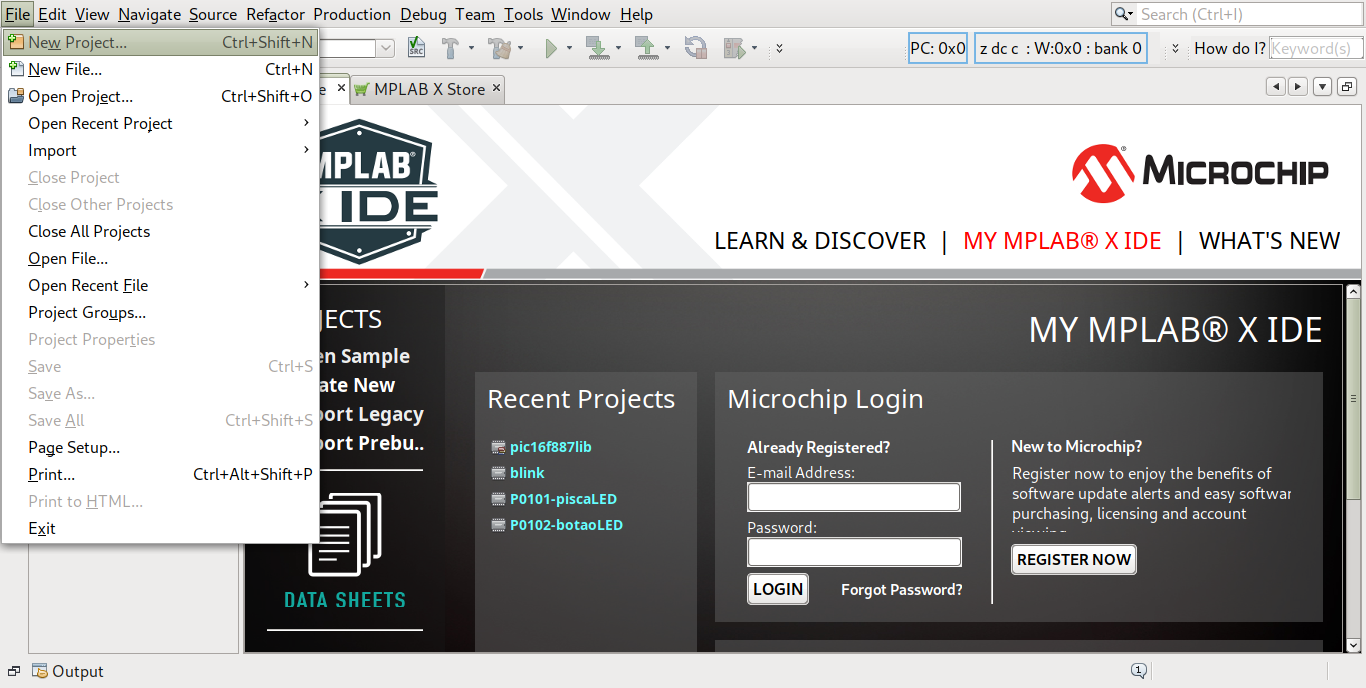 File Edit View Navigate Source Refactor Production Debug Team Tools Window Help
Search (Ctrl+I)
New Project... Ctrl+Shift+N
New File... Ctrl+N
Open Project... Ctrl+Shift+O
Open Recent Project
Import
Close Project
Close Other Projects
Close All Projects
Open File...
Open Recent File
Project Groups...
Project Properties
Save Ctrl+S
Save As...
Save All Ctrl+Shift+S
Page Setup...
Print... Ctrl+Alt+Shift+P
Print to HTML...
Exit
SRC
PC: 0x0
z dc c : W:0x0 : bank 0
How do I? Keyword(s)
e MPLAB X Store
MPLAB®
X IDE
MICROCHIP
LEARN & DISCOVER | MY MPLAB® X IDE | WHAT'S NEW
JECTS
en Sample
ate New
port Legacy
port Prebu..
DATA SHEETS
MY MPLAB® X IDE
Recent Projects
pic16f887lib
blink
P0101-piscaLED
P0102-botaoLED
Microchip Login
Already Registered?
E-mail Address:
Password:
LOGIN Forgot Password?
New to Microchip?
Register now to enjoy the benefits of
software update alerts and easy softwar
purchasing, licensing and account
viewing
REGISTER NOW
Output
1